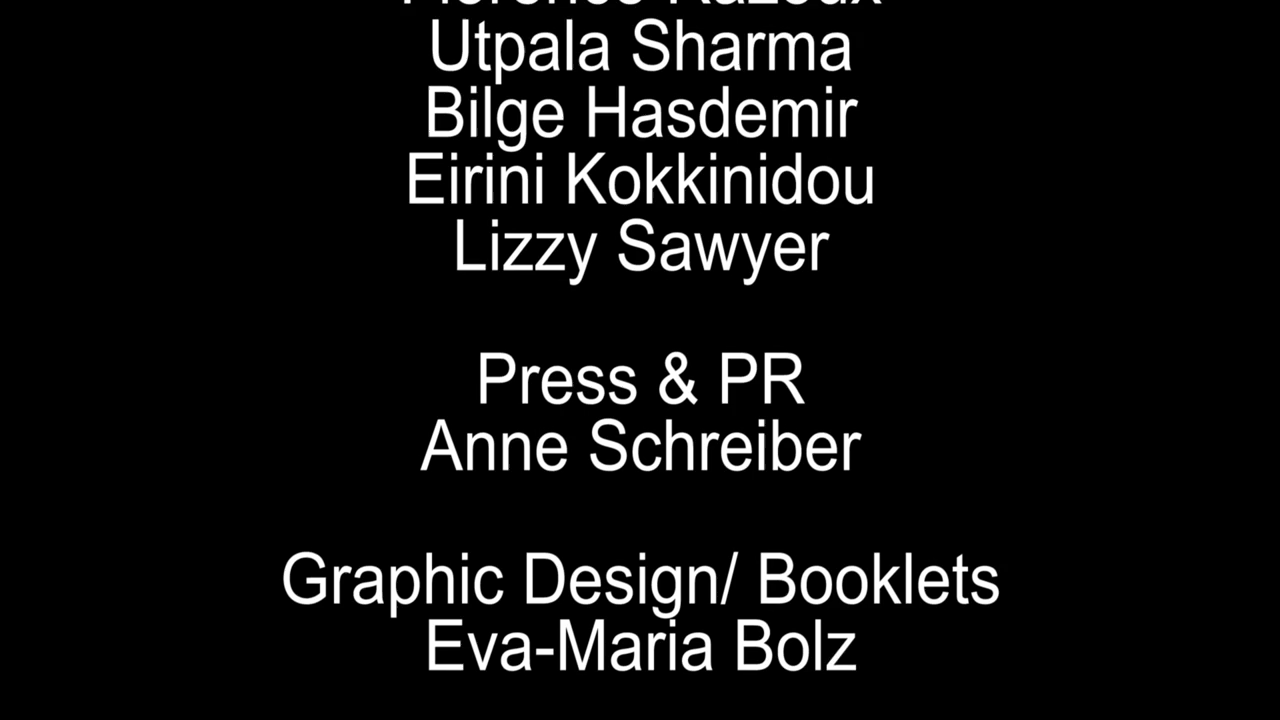 Utpala Sharma
Bilge Hasdemir
Eirini Kokkinidou
Lizzy Sawyer
Press & PR
Anne Schreiber
Graphic Design/ Booklets
Eva-Maria Bolz